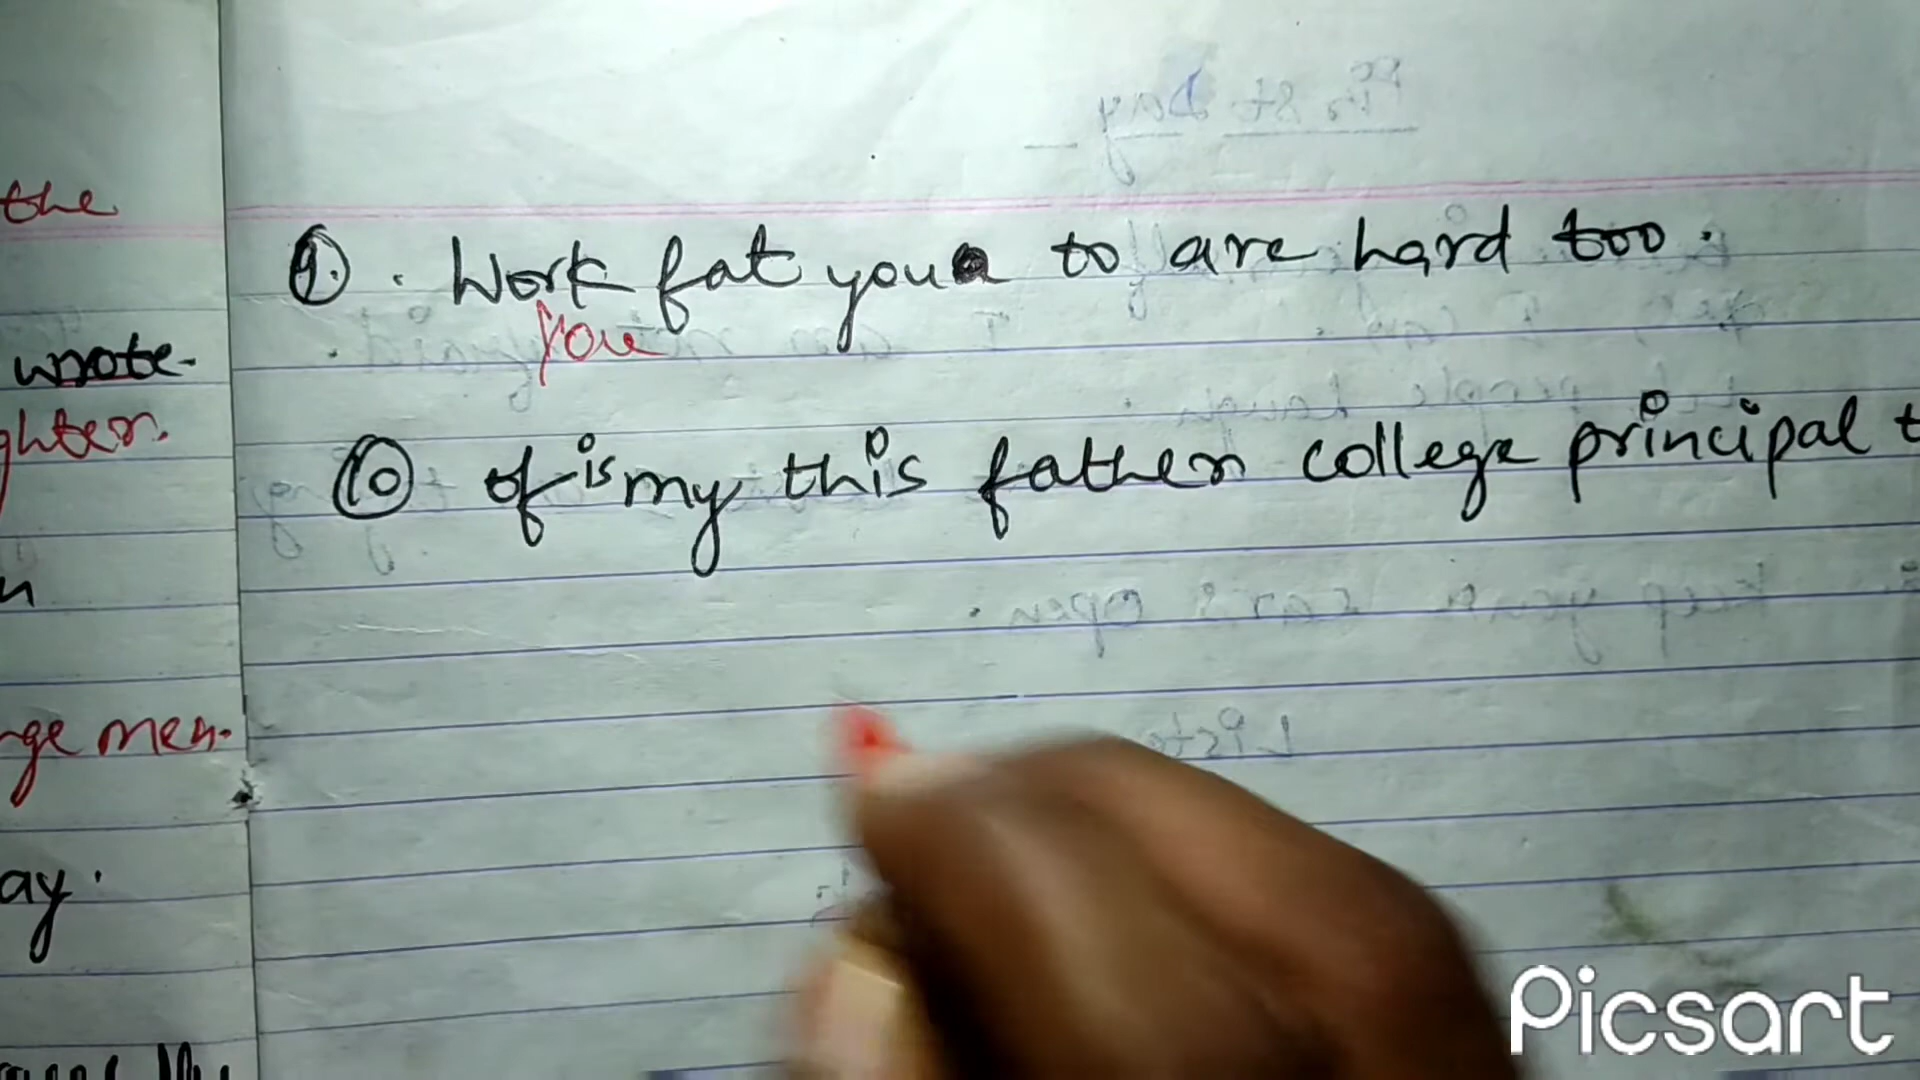 the
9. Work fat you to are hard too.
wrote.
You
ghter.
10 of is my this father college principal t
n
ge men.
ay.
Picsart